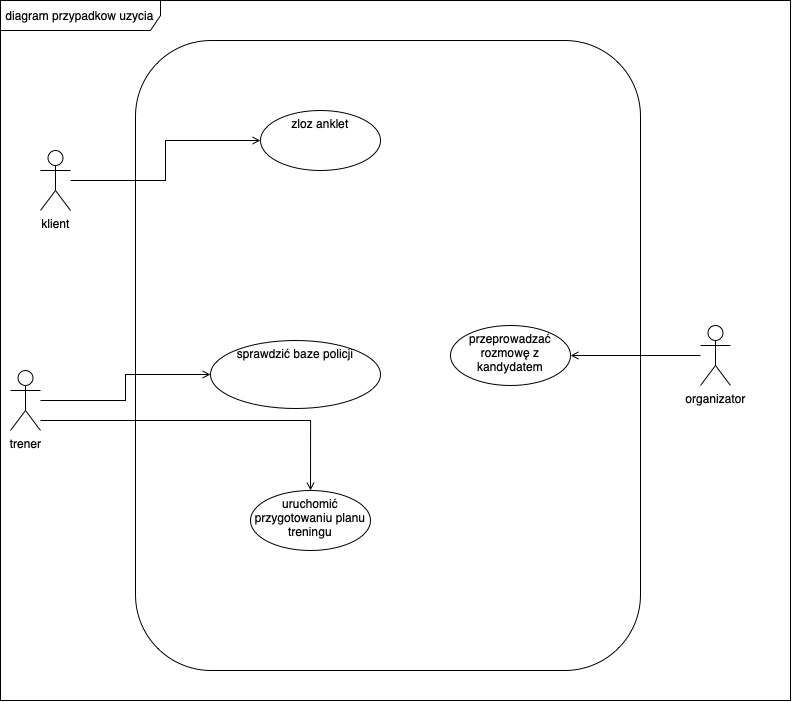 diagram przypadkow uzycia
zloz anklet
klient
sprawdzić baze policji
przeprowadzać
rozmowę z
kandydatem
organizator
trener
uruchomić
przygotowaniu planu
treningu